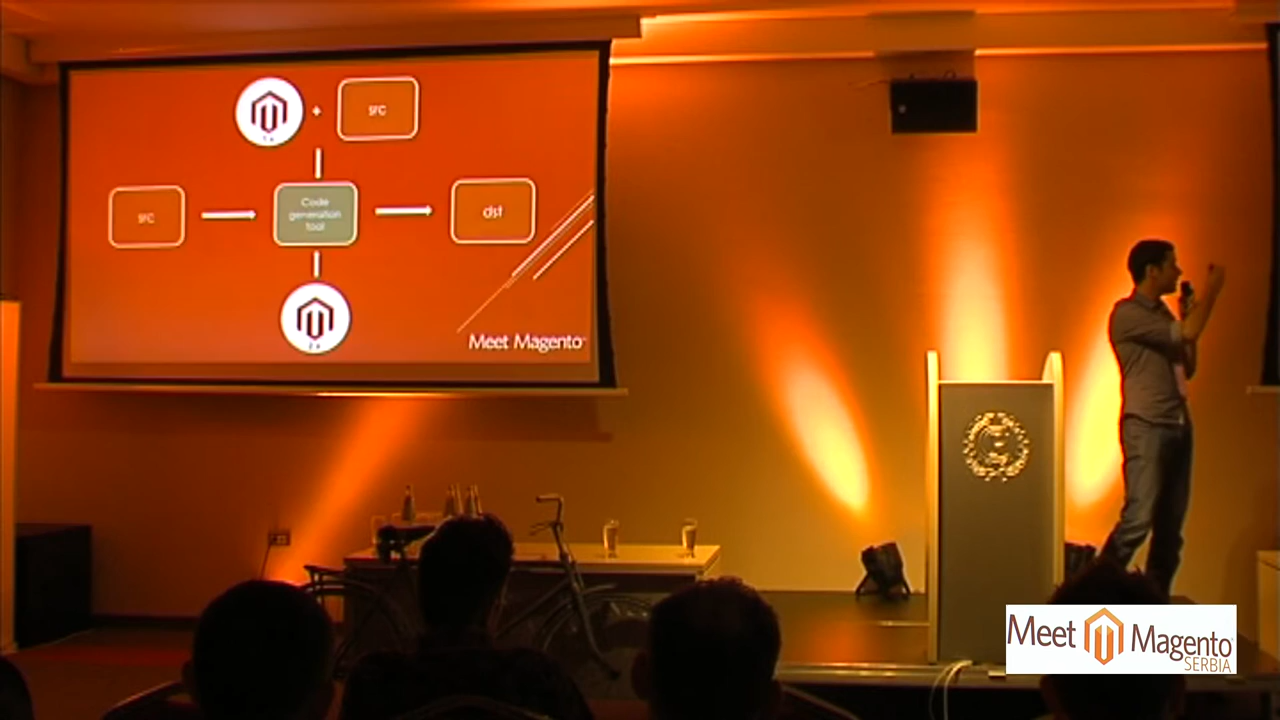 src
src
Code
generation
tool
dst
Meet Magento
Meet Magento
SERBIA